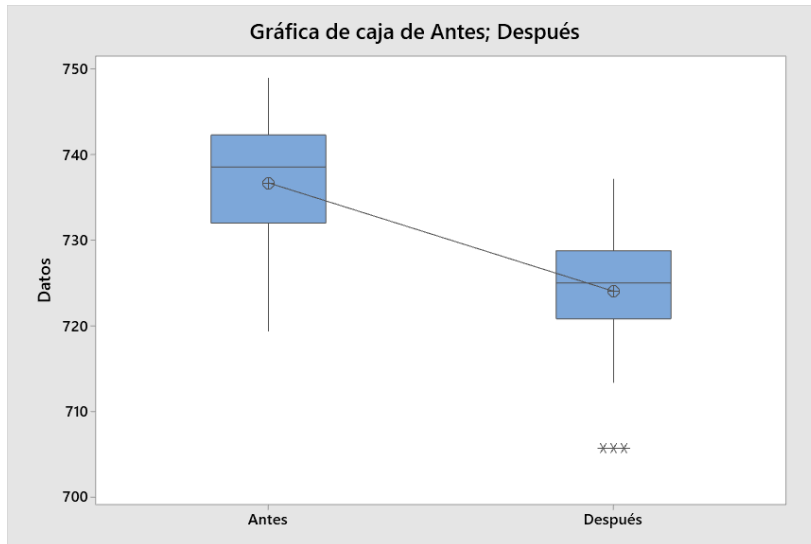 Gráfica de caja de Antes; Después
750
740
730
720
710
700
Datos
Antes
Después